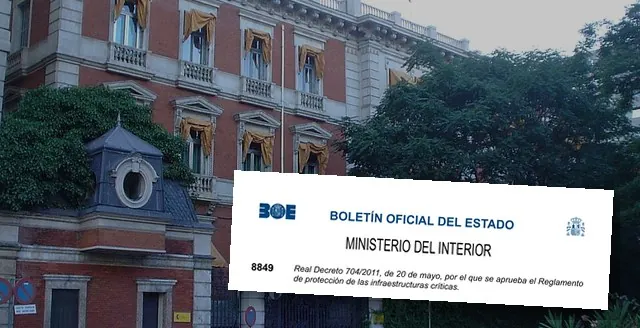 BOE
BOLETÍN OFICIAL DEL ESTADO
MINISTERIO DEL INTERIOR
8849
Real Decreto 704/2011, de 20 de mayo, por el que se aprueba el Reglamento
de protección de las infraestructuras críticas.